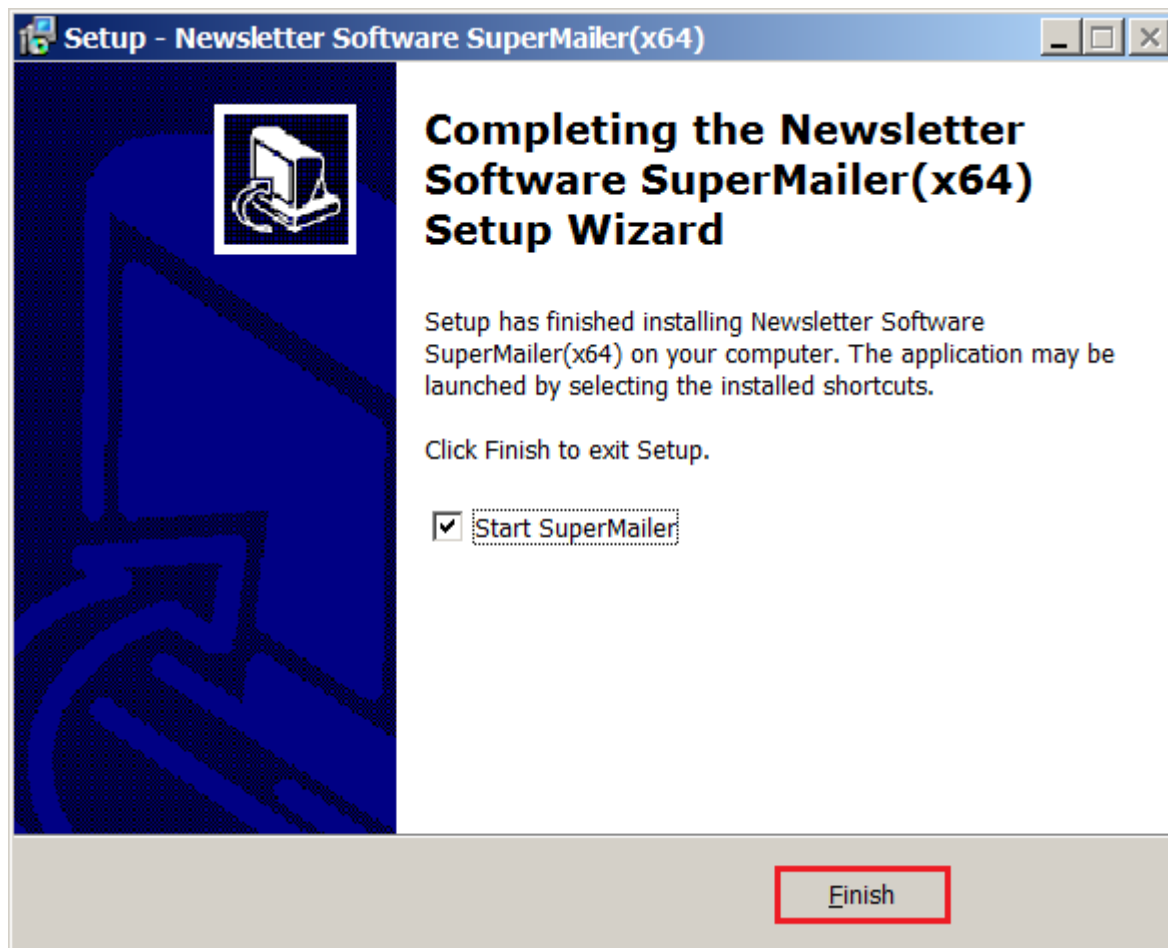 Setup - Newsletter Software SuperMailer(x64)
Completing the Newsletter
Software SuperMailer(x64)
Setup Wizard
Setup has finished installing Newsletter Software
SuperMailer(x64) on your computer. The application may be
launched by selecting the installed shortcuts.
Click Finish to exit Setup.
Start SuperMailer
Finish